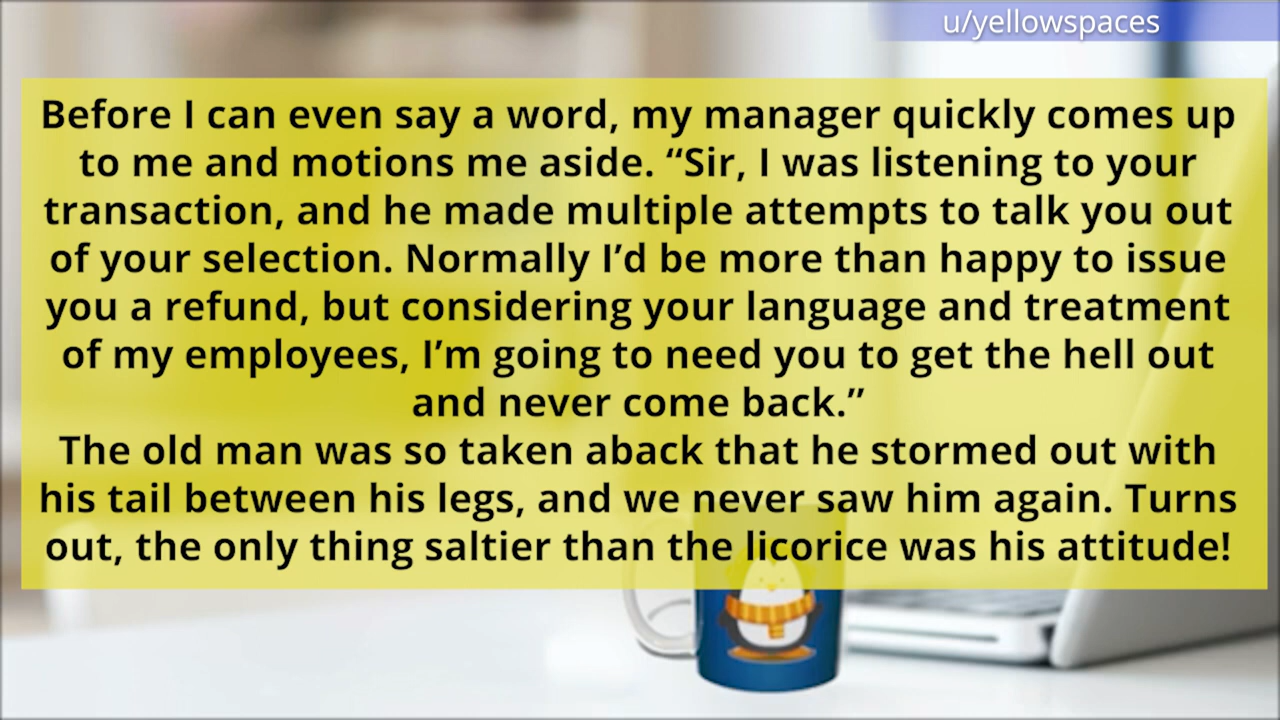 u/yellowspaces
Before I can even say a word, my manager quickly comes up
to me and motions me aside. “Sir, I was listening to your
transaction, and he made multiple attempts to talk you out
of your selection. Normally I’d be more than happy to issue
you a refund, but considering your language and treatment
of my employees, I’m going to need you to get the hell out
and never come back.”
The old man was so taken aback that he stormed out with
his tail between his legs, and we never saw him again. Turns
out, the only thing saltier than the licorice was his attitude!